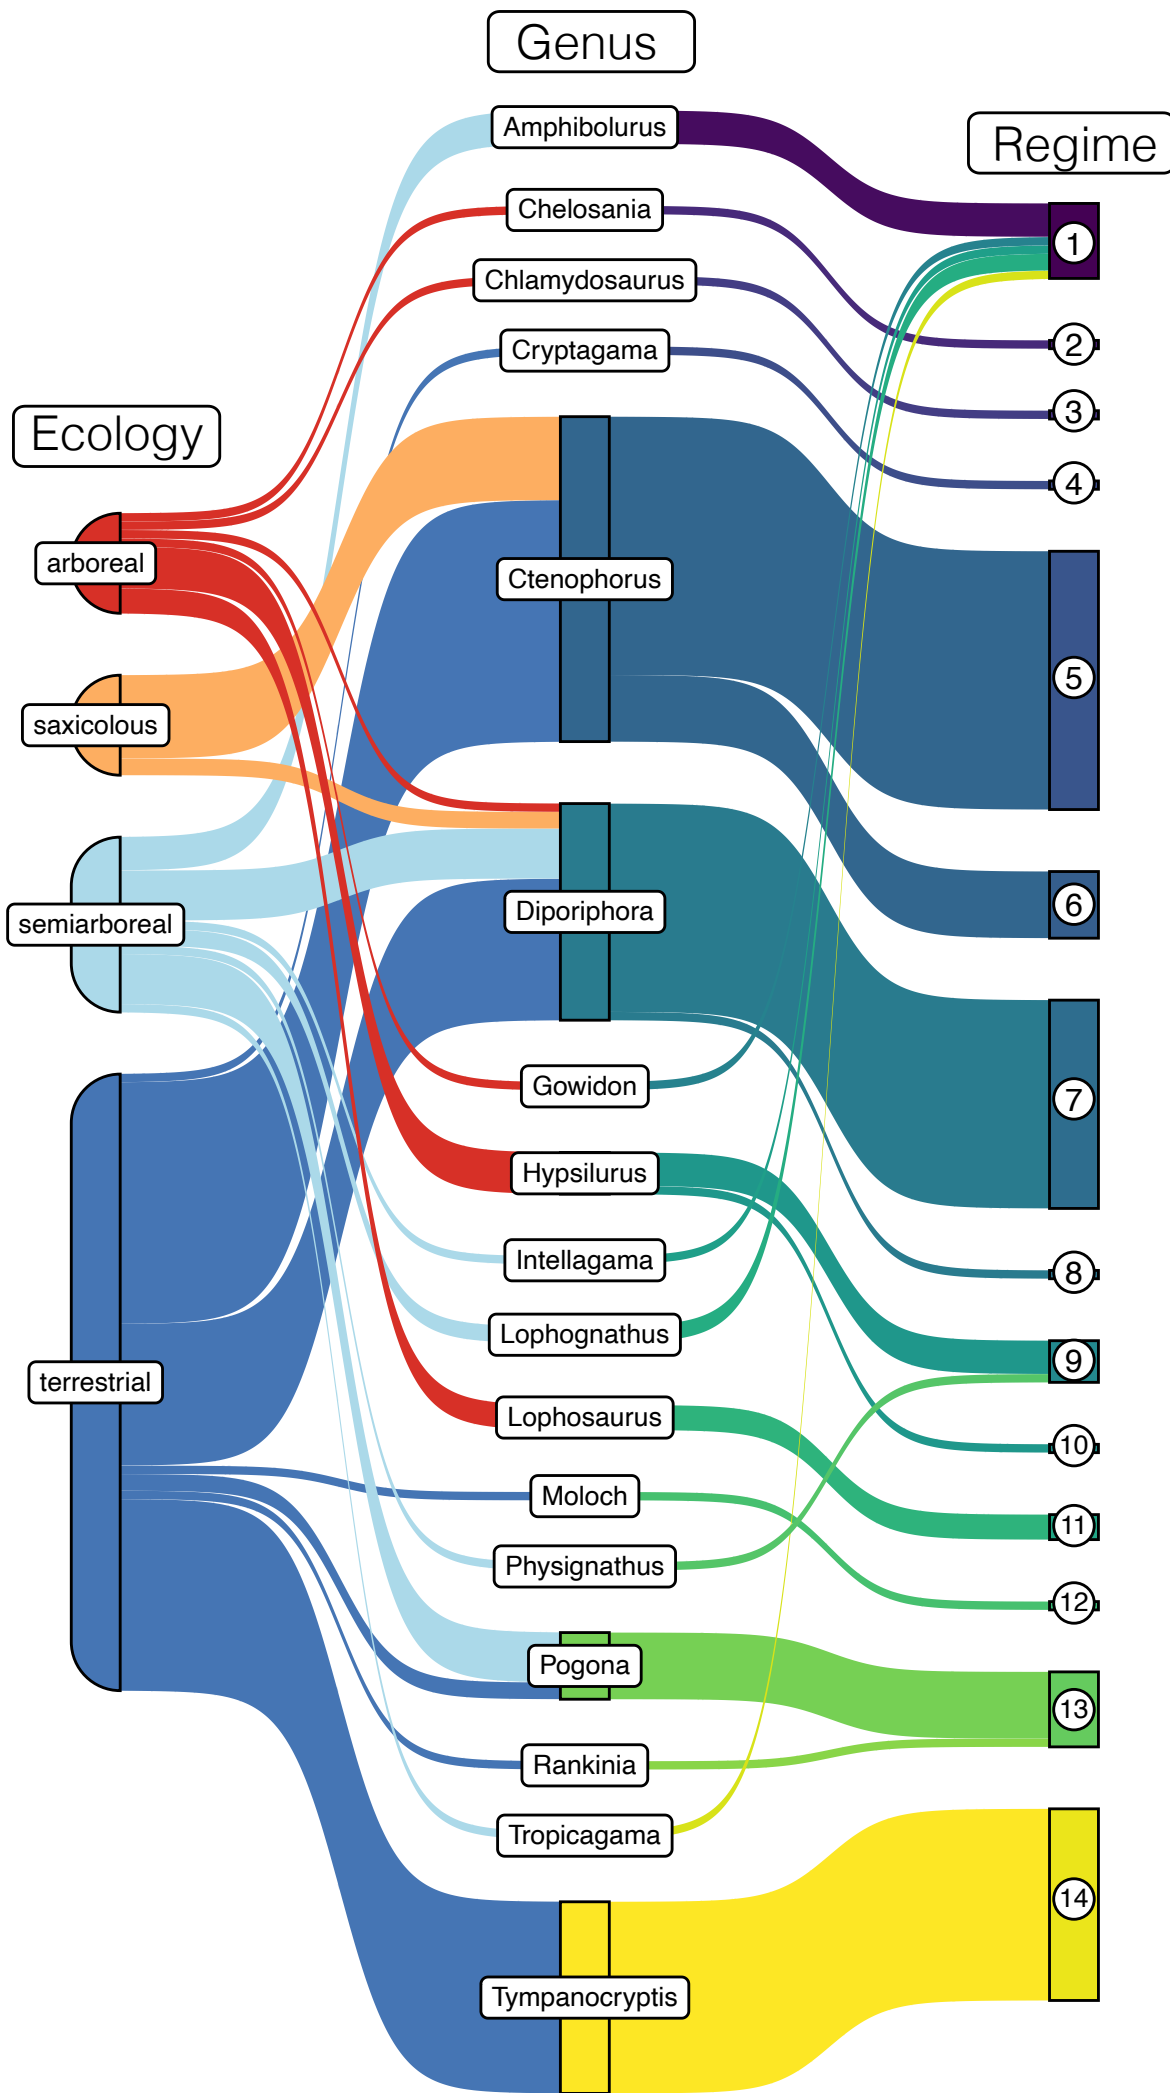 Genus
Regime
Ecology
Amphibolurus
Chelosania
Chlamydosaurus
Cryptagama
Ctenophorus
Diporiphora
Gowidon
Hypsilurus
Intellagama
Lophognathus
Lophosaurus
Moloch
Physignathus
Pogona
Rankinia
Tropicagama
Tympanocryptis
arboreal
saxicolous
semiarboreal
terrestrial
1
2
3
4
5
6
7
8
9
10
11
12
13
14